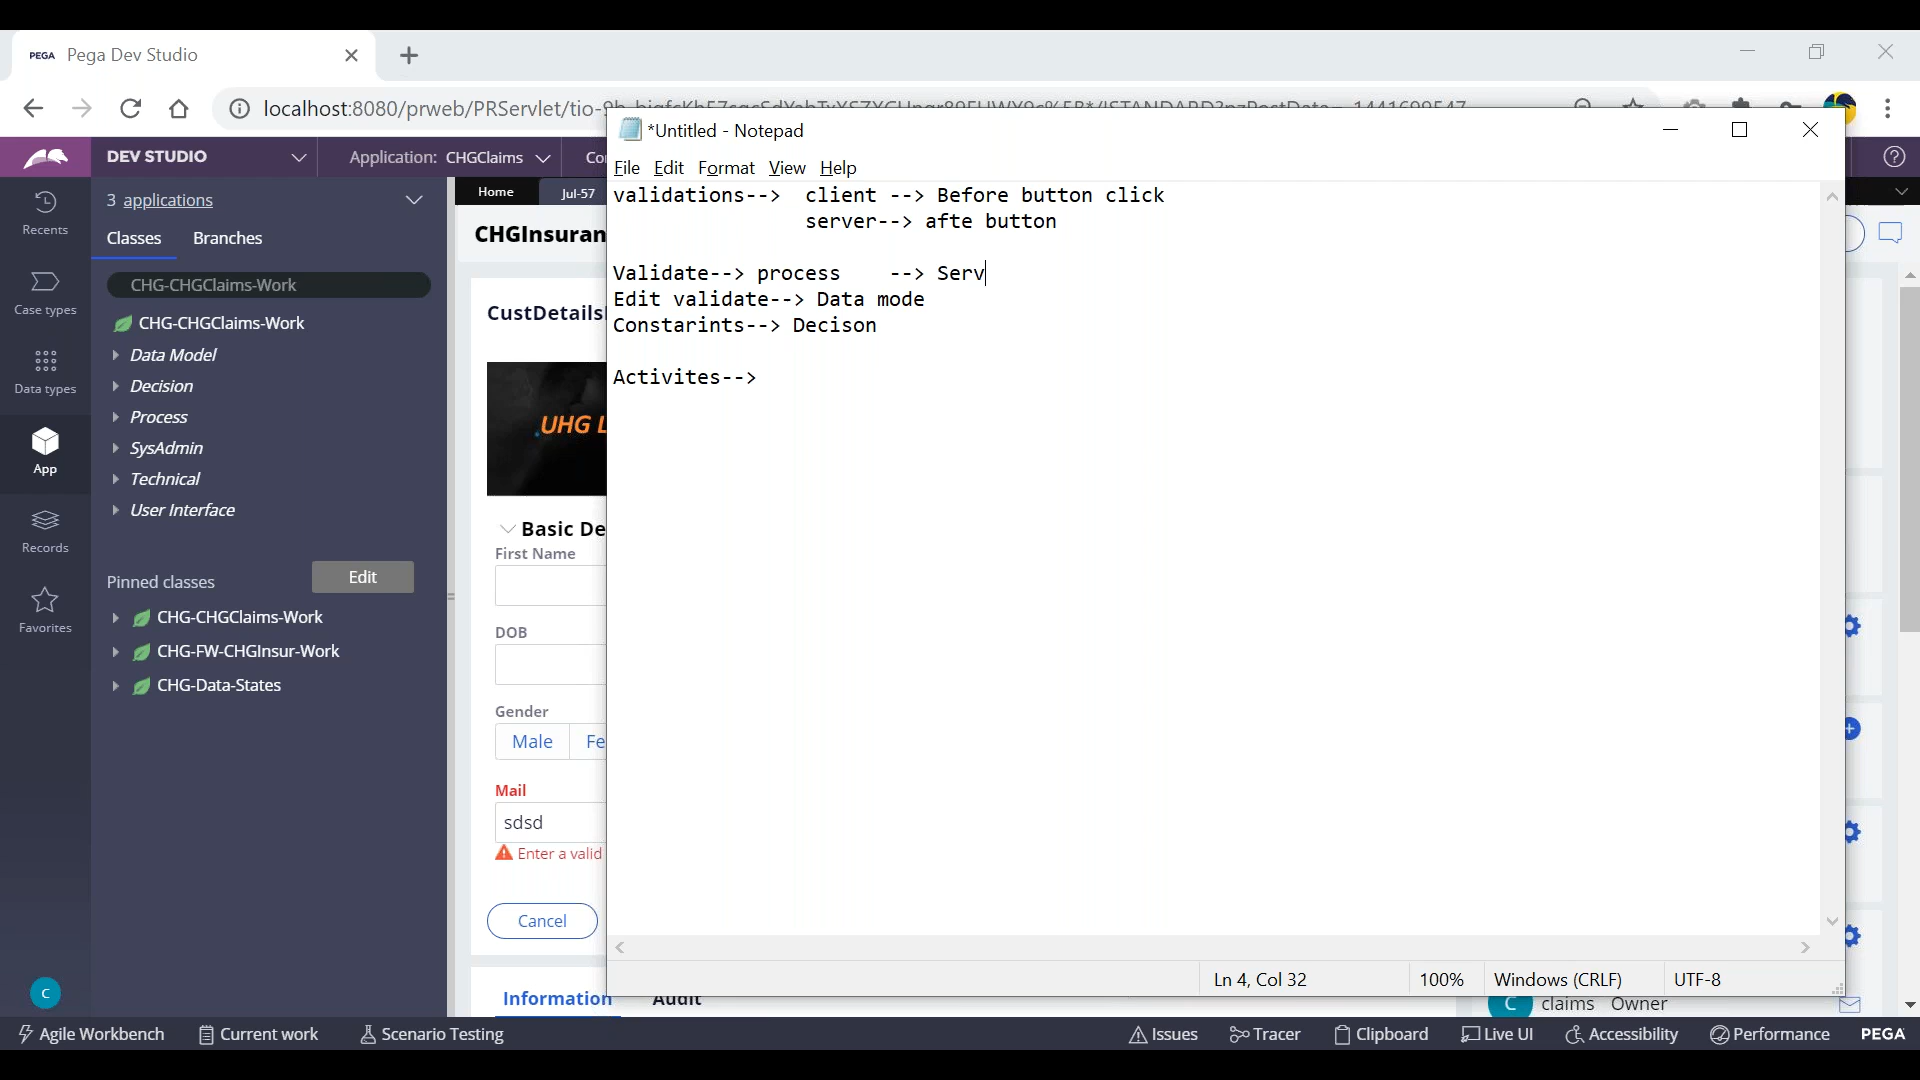 PEGA Pega Dev Studio
localhost:8080/prweb/PRServlet/
DEV STUDIO
Application: CHGClaims
3 applications
Classes Branches
CHG-CHGClaims-Work
CHG-CHGClaims-Work
Data Model
Decision
Process
SysAdmin
Technical
User Interface
Pinned classes
Edit
CHG-CHGClaims-Work
CHG-FW-CHGInsur-Work
CHG-Data-States
Recents
Case types
Data types
App
Records
Favorites
C
Home
Jul-57
CHGInsuran
CustDetails
UHG L
Basic De
First Name
DOB
Gender
Male Fe
Mail
sdsd
Enter a valid
Cancel
Information Audit
*Untitled - Notepad
File Edit Format View Help
validations--> client --> Before button click
server--> afte button
Validate--> process --> Serv
Edit validate--> Data mode
Constarints--> Decison
Activites-->
Ln 4, Col 32 100% Windows (CRLF) UTF-8
C claims Owner
Agile Workbench Current work Scenario Testing Issues Tracer Clipboard Live UI Accessibility Performance PEGA